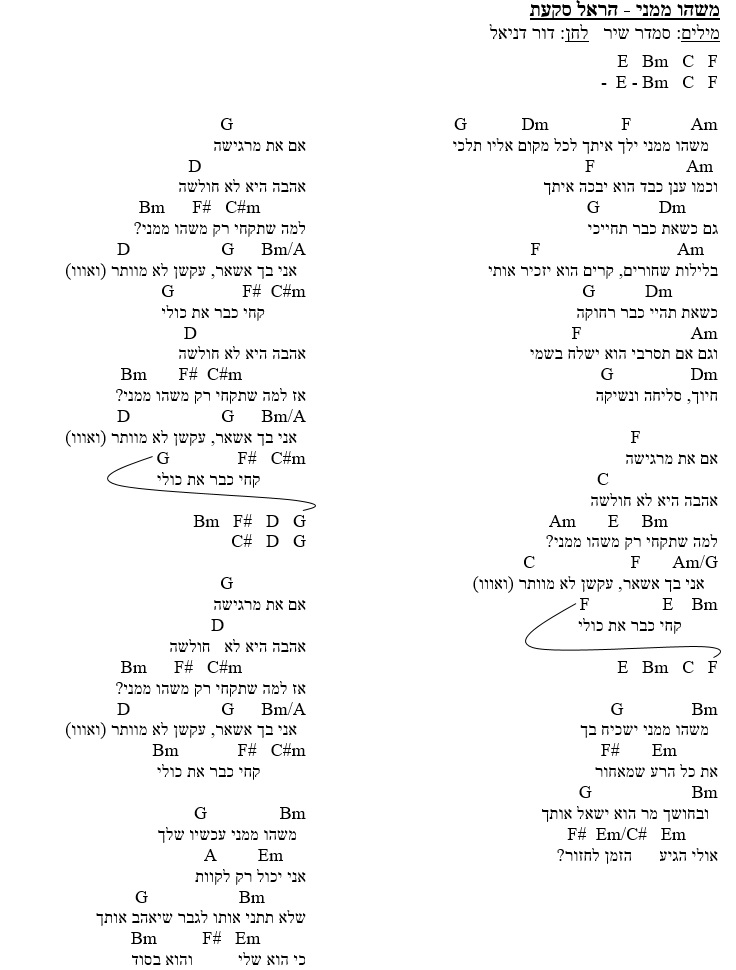 משהו ממני - הראל סקעת
מילים: סמדר שיר   לחן: דור דניאל
E   Bm   C   F
-  E - Bm   C   F
G   Dm   F   Am
משהו ממני ילך איתך לכל מקום אליו תלכי
F   Am
וכמו ענן כבד הוא יבכה איתך
G   Dm
גם כשאת כבר תחייכי
F   Am
בלילות שחורים, קרים הוא יזכיר אותי
G   Dm
כשאת תהיי כבר רחוקה
F   Am
וגם אם תסרבי הוא ישלח בשמי
G   Dm
חיוך, סליחה ונשיקה
F
אם את מרגישה
C
אהבה היא לא חולשה
Am   E   Bm
למה שתקחי רק משהו ממני?
C   F   Am/G
אני בך אשאר, עקשן לא מוותר (ואווו)
F   E   Bm
קחי כבר את כולי
E   Bm   C   F
G   Bm
משהו ממני ישכיח בך
F#   Em
את כל הרע שמאחור
G   Bm
ובחושך מר הוא ישאל אותך
F#   Em/C#   Em
אולי הגיע   הזמן לחזור?
G
אם את מרגישה
D
אהבה היא לא חולשה
Bm   F#   C#m
למה שתקחי רק משהו ממני?
D   G   Bm/A
אני בך אשאר, עקשן לא מוותר (ואווו)
G   F#   C#m
קחי כבר את כולי
D
אהבה היא לא חולשה
Bm   F#   C#m
אז למה שתקחי רק משהו ממני?
D   G   Bm/A
אני בך אשאר, עקשן לא מוותר (ואווו)
G   F#   C#m
קחי כבר את כולי
Bm   F#   D   G
C#   D   G
G
אם את מרגישה
D
אהבה היא לא   חולשה
Bm   F#   C#m
אז למה שתקחי רק משהו ממני?
D   G   Bm/A
אני בך אשאר, עקשן לא מוותר (ואווו)
Bm   F#   C#m
קחי כבר את כולי
G   Bm
משהו ממני עכשיו שלך
A   Em
אני יכול רק לקוות
G   Bm
שלא תתני אותו לגבר שיאהב אותך
Bm   F#   Em
כי הוא שלי   והוא בסוד